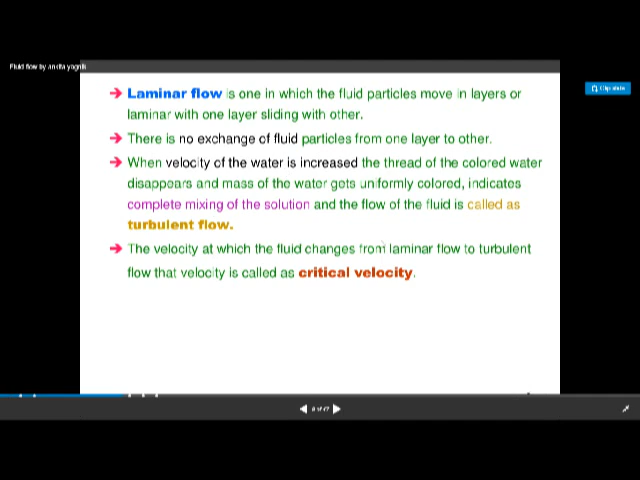 Fluid flow by ankita yagnik
Clip slide
➔ Laminar flow is one in which the fluid particles move in layers or
laminar with one layer sliding with other.
➔ There is no exchange of fluid particles from one layer to other.
➔ When velocity of the water is increased the thread of the colored water
disappears and mass of the water gets uniformly colored, indicates
complete mixing of the solution and the flow of the fluid is called as
turbulent flow.
➔ The velocity at which the fluid changes from laminar flow to turbulent
flow that velocity is called as critical velocity.
of 47